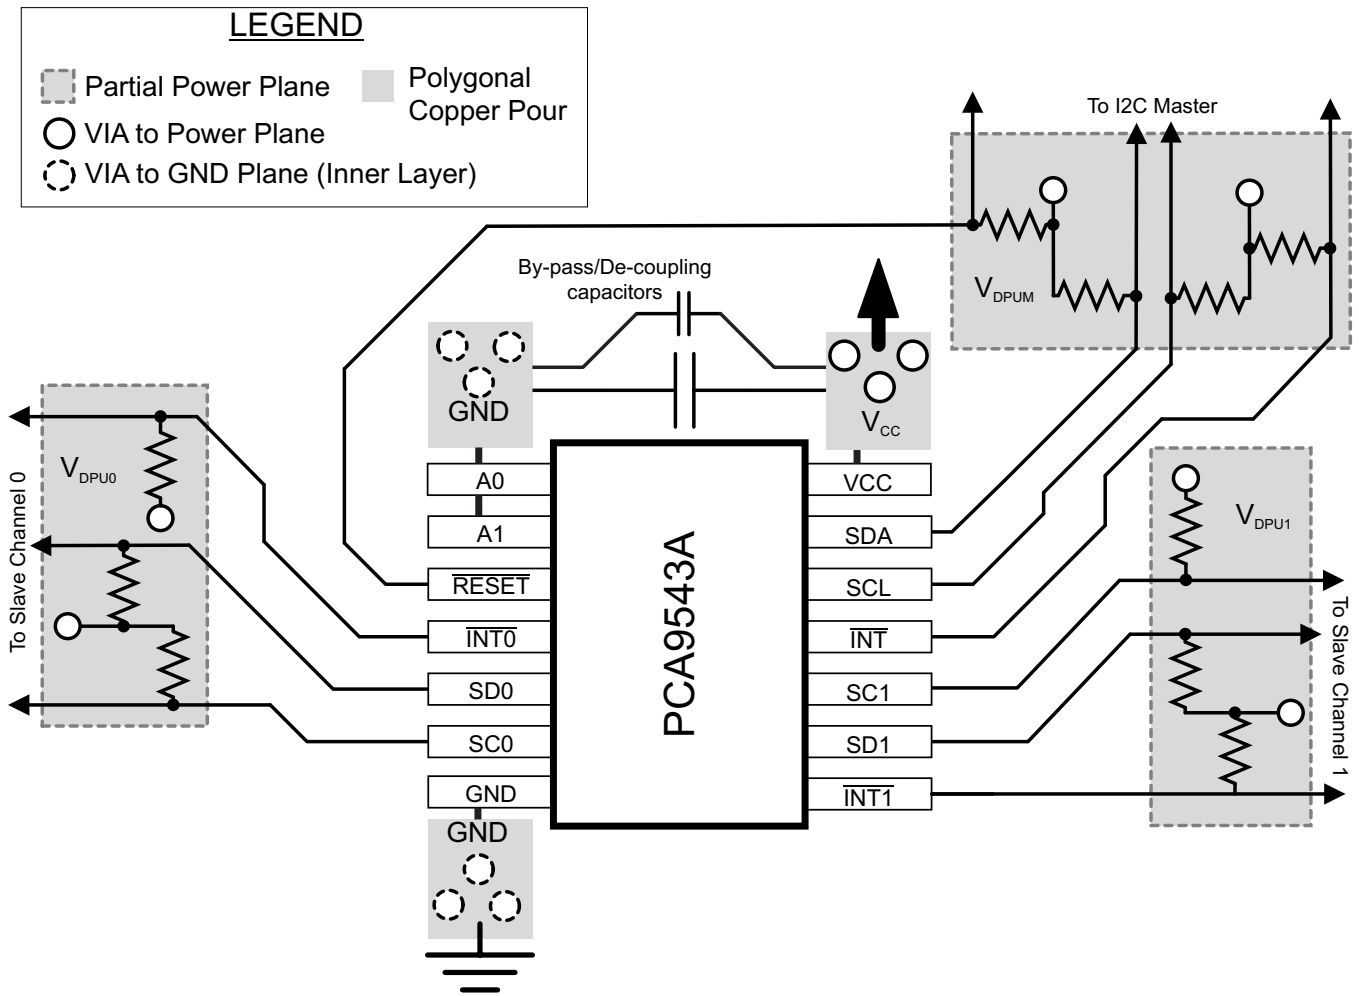 LEGEND
Partial Power Plane
Polygonal
Copper Pour
VIA to Power Plane
VIA to GND Plane (Inner Layer)
To I2C Master
By-pass/De-coupling
capacitors
VDPUM
GND
VCC
VDPU0
VDPU1
To Slave Channel 0
To Slave Channel 1
PCA9543A
A0
A1
RESET
INT0
SD0
SC0
GND
VCC
SDA
SCL
INT
SC1
SD1
INT1
GND